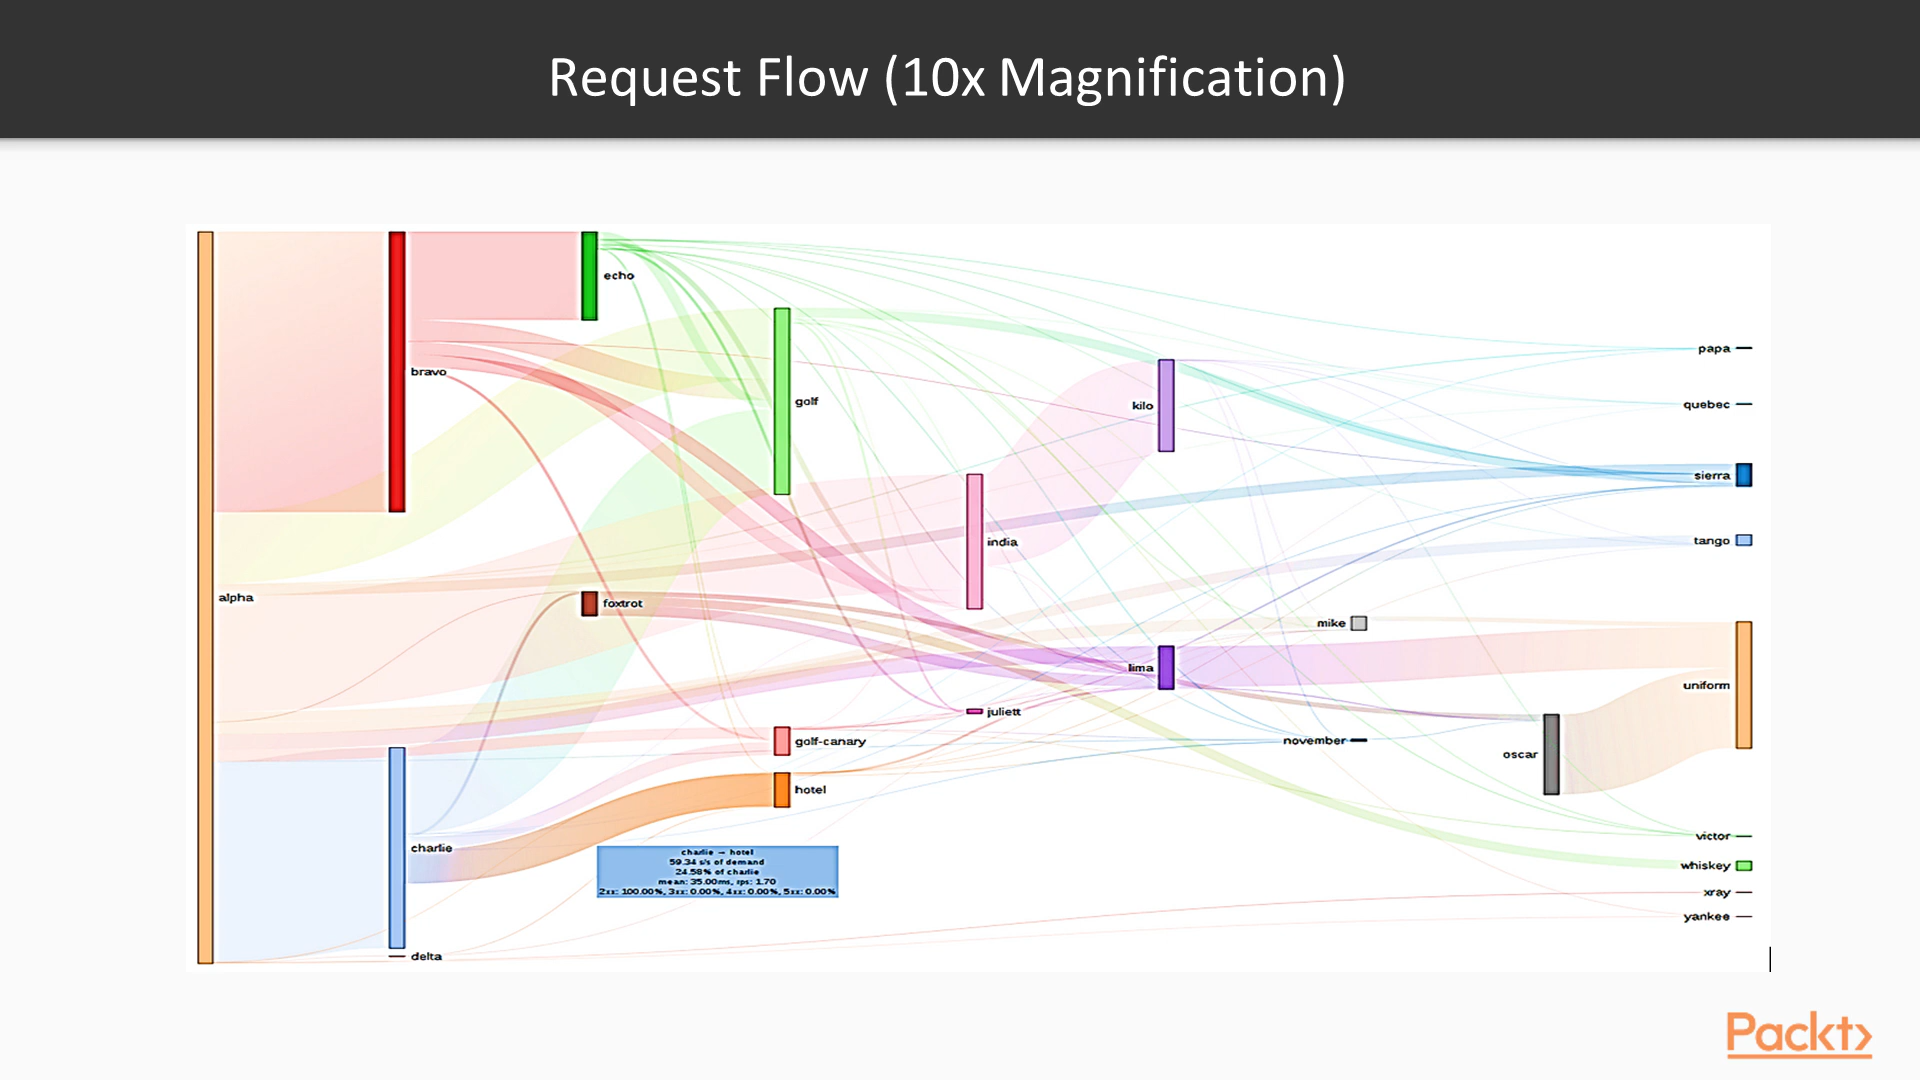 Request Flow (10x Magnification)
echo
papa
bravo
golf
kilo
quebec
sierra
india
tango
alpha
foxtrot
mike
lima
uniform
juliett
golf-canary
november
oscar
hotel
victor
charlie
charlie → hotel
59.34 s/s of demand
24.58% of charlie
mean: 35.00ms, rps: 1.70
2xx: 100.00%, 3xx: 0.00%, 4xx: 0.00%, 5xx: 0.00%
whiskey
xray
yankee
delta
Packt>